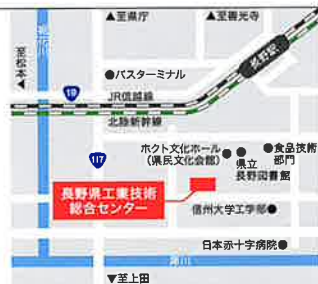 ▲至県庁
▲至善光寺
至松本▲
裾花川
長野駅
●バスターミナル
19
JR信越線
北陸新幹線
117
ホクト文化ホール
(県民文化会館)
●食品技術
部門
県立
長野図書館
長野県工業技術
総合センター
信州大学工学部●
日本赤十字病院●
犀川
▼至上田